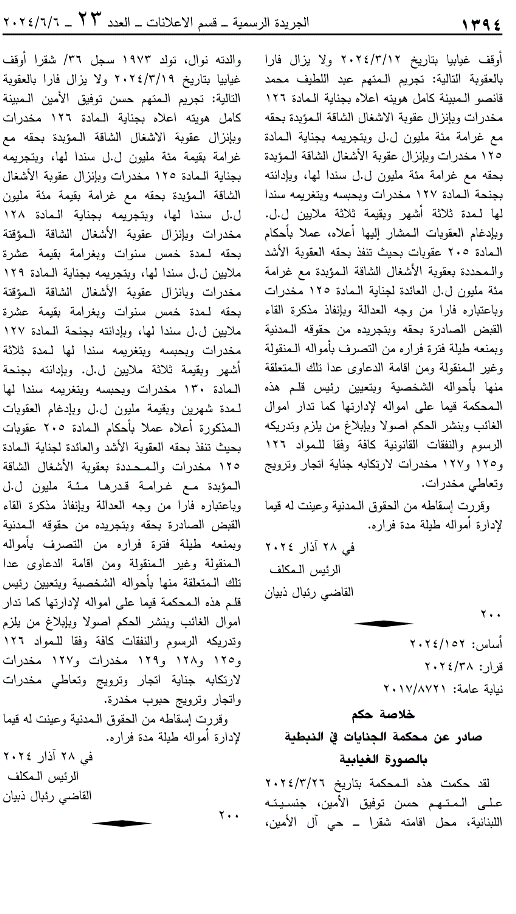 ١٣٩٤
الجريدة الرسمية ــ قسم الاعلانات ــ العدد ٢٣ ــ ٢٠٢٤/٦/٦
أوقف غيابيا بتاريخ ٢٠٢٤/٣/١٢ ولا يزال فارا
بالعقوبة التالية: تجريم المتهم عبد اللطيف محمد
قانصو المبينة كامل هويته اعلاه بجناية المادة ١٢٦
مخدرات وبإنزال عقوبة الاشغال الشاقة المؤبدة بحقه
مع غرامة مئة مليون ل.ل وبتجريمه بجناية المادة
١٢٥ مخدرات وبإنزال عقوبة الأشغال الشاقة المؤبدة
بحقه مع غرامة مئة مليون ل.ل سندا لها، وبإدانته
بجنحة المادة ١٢٧ مخدرات وبحبسه وبتغريمه سندا
لها لمدة ثلاثة أشهر وبقيمة ثلاثة ملايين ل.ل.
وبإدغام العقوبات المشار إليها أعلاه، عملا بأحكام
المادة ٢٠٥ عقوبات بحيث تنفذ بحقه العقوبة الأشد
والمحددة بعقوبة الأشغال الشاقة المؤبدة مع غرامة
مئة مليون ل.ل العائدة لجناية المادة ١٢٥ مخدرات
وباعتباره فارا من وجه العدالة وبإنفاذ مذكرة القاء
القبض الصادرة بحقه وبتجريده من حقوقه المدنية
وبمنعه طيلة فترة فراره من التصرف بأمواله المنقولة
وغير المنقولة ومن اقامة الدعاوى عدا تلك المتعلقة
منها بأحواله الشخصية وبتعيين رئيس قلم هذه
المحكمة قيما على امواله لإدارتها كما تدار اموال
الغائب وبنشر الحكم اصولا وبإبلاغ من يلزم وتدريكه
الرسوم والنفقات القانونية كافة وفقا للمواد ١٢٦
و١٢٥ و١٢٧ مخدرات لارتكابه جناية اتجار وترويج
وتعاطي مخدرات.
وقررت إسقاطه من الحقوق المدنية وعينت له قيما
لإدارة أمواله طيلة مدة فراره.
في ٢٨ آذار ٢٠٢٤
الرئيس المكلف
القاضي رئبال ذبيان
٢٠٠
أساس: ٢٠٢٤/١٥٢
قرار: ٢٠٢٤/٣٨
نيابة عامة: ٢٠١٧/٨٧٢١
خلاصة حكم
صادر عن محكمة الجنايات في النبطية
بالصورة الغيابية
لقد حكمت هذه المحكمة بتاريخ ٢٠٢٤/٣/٢٦
على المتهم حسن توفيق الأمين، جنسيته
اللبنانية، محل اقامته شقرا ــ حي آل الأمين،
والدته نوال، تولد ١٩٧٣ سجل ٣٦/ شقرا أوقف
غيابيا بتاريخ ٢٠٢٤/٣/١٩ ولا يزال فارا بالعقوبة
التالية: تجريم المتهم حسن توفيق الأمين المبينة
كامل هويته اعلاه بجناية المادة ١٢٦ مخدرات
وبإنزال عقوبة الاشغال الشاقة المؤبدة بحقه مع
غرامة بقيمة مئة مليون ل.ل سندا لها، وبتجريمه
بجناية المادة ١٢٥ مخدرات وبإنزال عقوبة الأشغال
الشاقة المؤبدة بحقه مع غرامة بقيمة مئة مليون
ل.ل سندا لها، وبتجريمه بجناية المادة ١٢٨
مخدرات وبإنزال عقوبة الأشغال الشاقة المؤقتة
بحقه لمدة خمس سنوات وبغرامة بقيمة عشرة
ملايين ل.ل سندا لها، وبتجريمه بجناية المادة ١٢٩
مخدرات وبانزال عقوبة الأشغال الشاقة المؤقتة
بحقه لمدة خمس سنوات وبغرامة بقيمة عشرة
ملايين ل.ل سندا لها، وبإدانته بجنحة المادة ١٢٧
مخدرات وبحبسه وبتغريمه سندا لها لمدة ثلاثة
أشهر وبقيمة ثلاثة ملايين ل.ل. وبإدانته بجنحة
المادة ١٣٠ مخدرات وبحبسه وبتغريمه سندا لها
لمدة شهرين وبقيمة مليون ل.ل وبإدغام العقوبات
المذكورة أعلاه عملا بأحكام المادة ٢٠٥ عقوبات
بحيث تنفذ بحقه العقوبة الأشد والعائدة لجناية المادة
١٢٥ مخدرات والمحددة بعقوبة الأشغال الشاقة
المؤبدة مع غرامة قدرها مئة مليون ل.ل
وباعتباره فارا من وجه العدالة وبإنفاذ مذكرة القاء
القبض الصادرة بحقه وبتجريده من حقوقه المدنية
وبمنعه طيلة فترة فراره من التصرف بأمواله
المنقولة وغير المنقولة ومن اقامة الدعاوى عدا
تلك المتعلقة منها بأحواله الشخصية وبتعيين رئيس
قلم هذه المحكمة قيما على امواله لإدارتها كما تدار
اموال الغائب وبنشر الحكم اصولا وبإبلاغ من يلزم
وتدريكه الرسوم والنفقات كافة وفقا للمواد ١٢٦
و١٢٥ و١٢٨ و١٢٩ مخدرات و١٢٧ مخدرات
لارتكابه جناية اتجار وترويج وتعاطي مخدرات
واتجار وترويج حبوب مخدرة.
وقررت إسقاطه من الحقوق المدنية وعينت له قيما
لإدارة أمواله طيلة مدة فراره.
في ٢٨ آذار ٢٠٢٤
الرئيس المكلف
القاضي رئبال ذبيان
٢٠٠